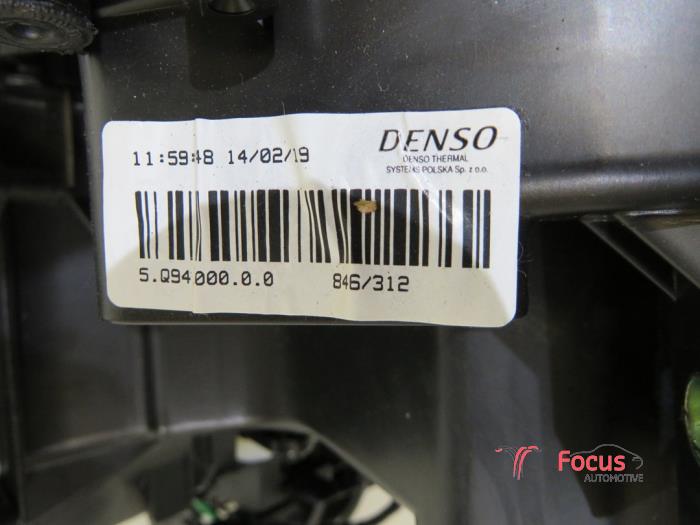 11:59:48 14/02/19
DENSO
DENSO THERMAL
SYSTEMS POLSKA Sp. z o.o.
5.Q94000.0.0 846/312
Focus
AUTOMOTIVE